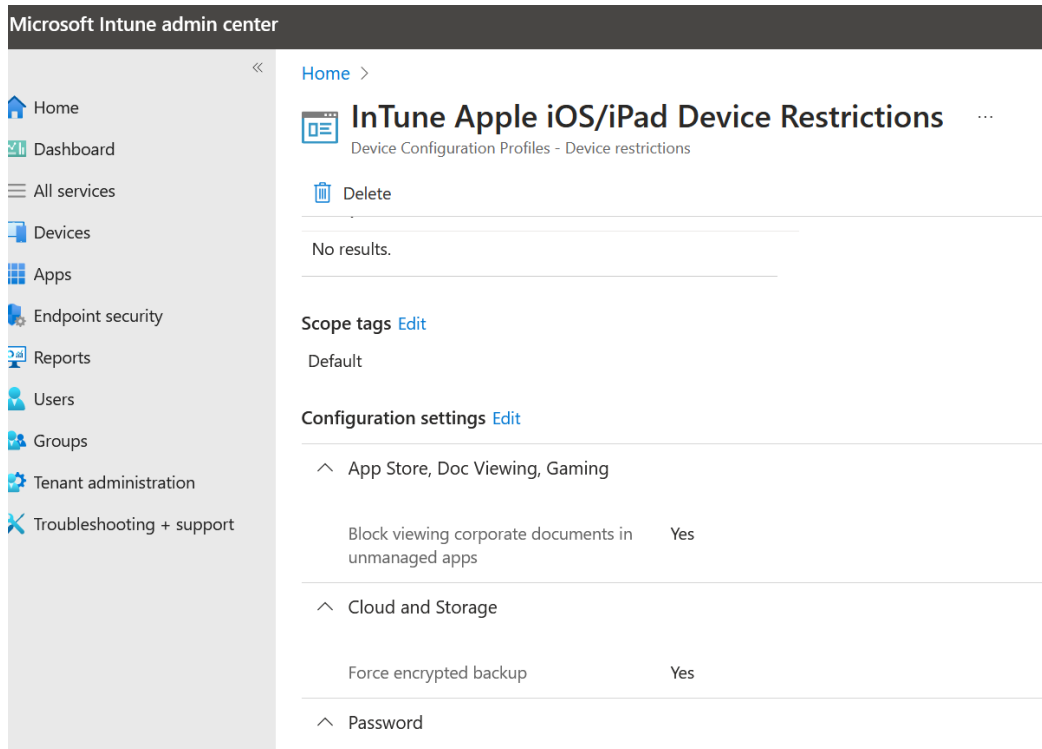 Microsoft Intune admin center
«
Home
Dashboard
All services
Devices
Apps
Endpoint security
Reports
Users
Groups
Tenant administration
Troubleshooting + support
Home >
InTune Apple iOS/iPad Device Restrictions ...
Device Configuration Profiles - Device restrictions
Delete
No results.
Scope tags Edit
Default
Configuration settings Edit
App Store, Doc Viewing, Gaming
Block viewing corporate documents in Yes
unmanaged apps
Cloud and Storage
Force encrypted backup Yes
Password